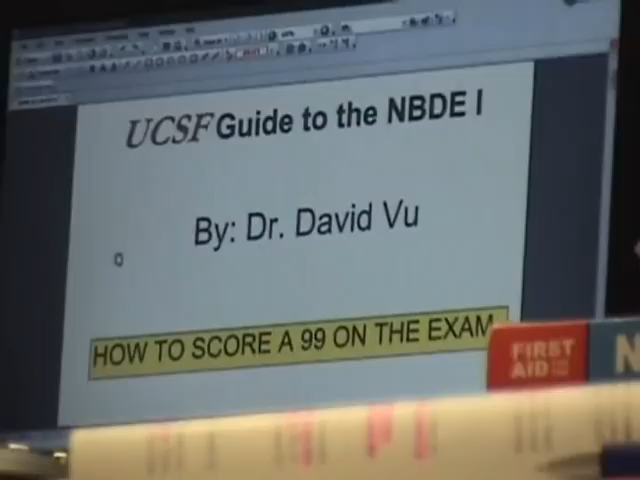 UCSF Guide to the NBDE I
By: Dr. David Vu
HOW TO SCORE A 99 ON THE EXAM
FIRST
AID
N